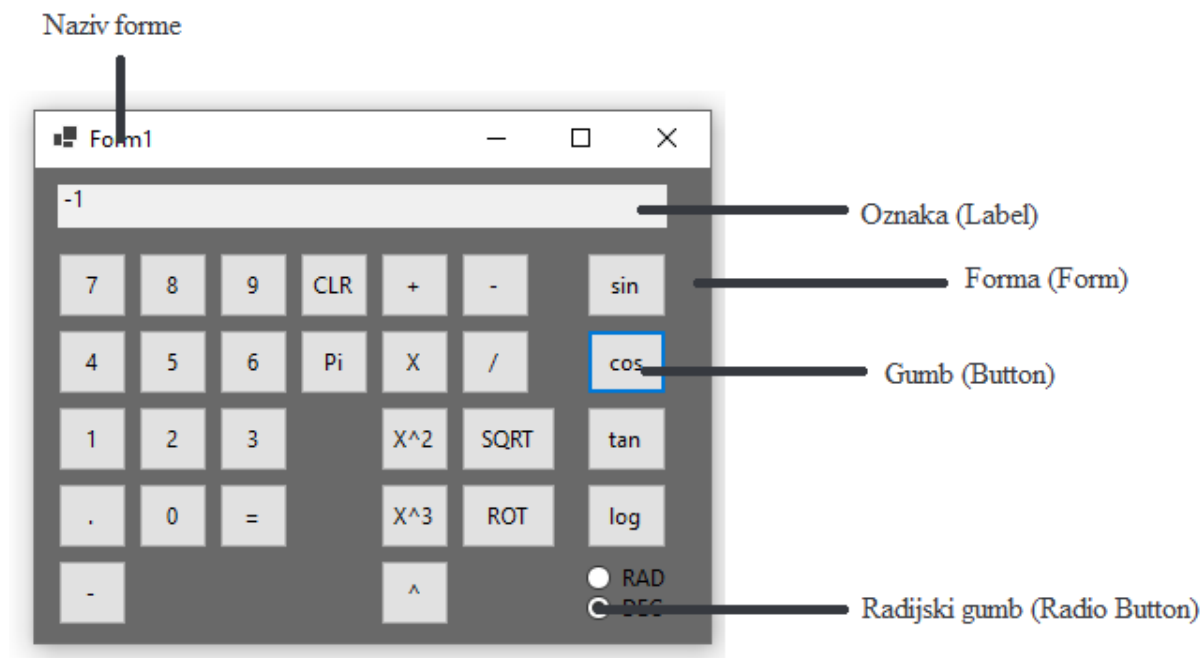 Naziv forme
Form1
-1
Oznaka (Label)
7 8 9 CLR + - sin
Forma (Form)
4 5 6 Pi X / cos
Gumb (Button)
1 2 3 X^2 SQRT tan
. 0 = X^3 ROT log
- ^ RAD
Radijski gumb (Radio Button)